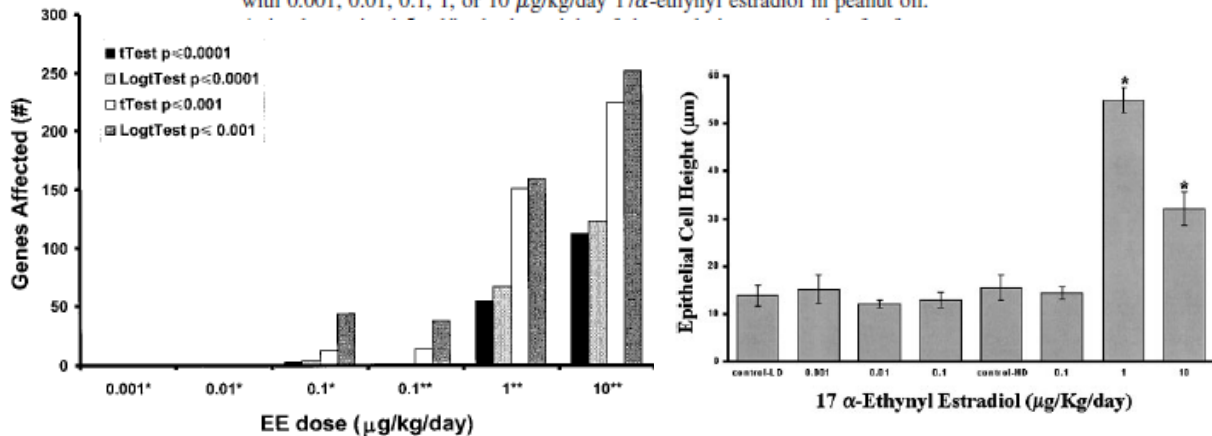 with 0.001, 0.01, 0.1, 1, or 10 μg/kg/day 17α-ethynyl estradiol in peanut oil.
tTest p≤0.0001
LogtTest p≤0.0001
tTest p≤0.001
LogtTest p≤ 0.001
Genes Affected (#)
300
250
200
150
100
50
0
0.001* 0.01* 0.1* 0.1** 1** 10**
EE dose (μg/kg/day)
Epithelial Cell Height (μm)
60
50
40
30
20
10
0
* *
control-LD 0.001 0.01 0.1 control-HD 0.1 1 10
17 α-Ethynyl Estradiol (μg/Kg/day)